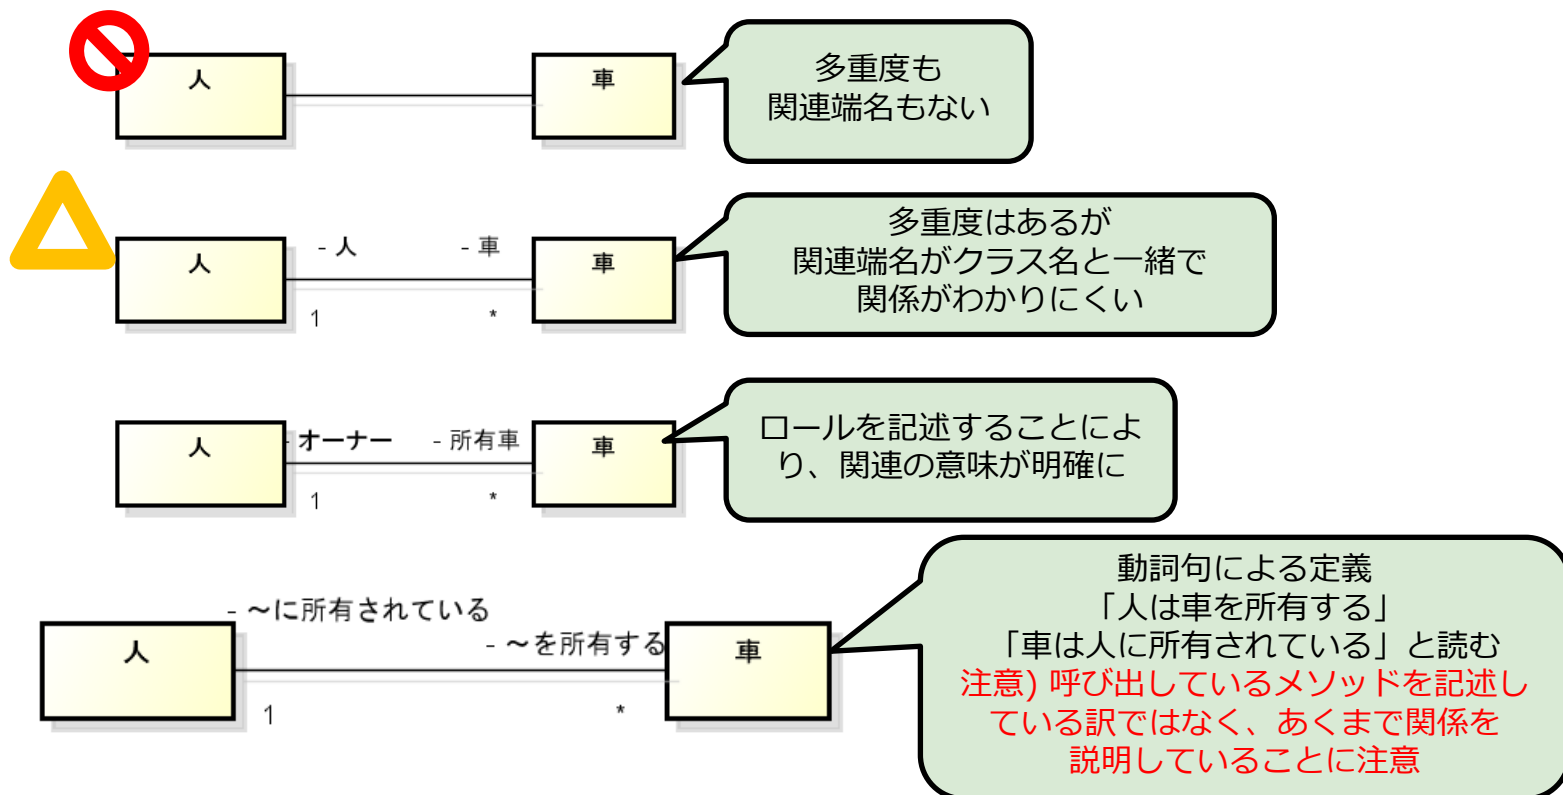 人
車
多重度も
関連端名もない
- 人
- 車
人
車
1
*
多重度はあるが
関連端名がクラス名と一緒で
関係がわかりにくい
- オーナー
- 所有車
人
車
1
*
ロールを記述することによ
り、関連の意味が明確に
- ～に所有されている
- ～を所有する
人
車
1
*
動詞句による定義
「人は車を所有する」
「車は人に所有されている」と読む
注意) 呼び出しているメソッドを記述し
ている訳ではなく、あくまで関係を
説明していることに注意